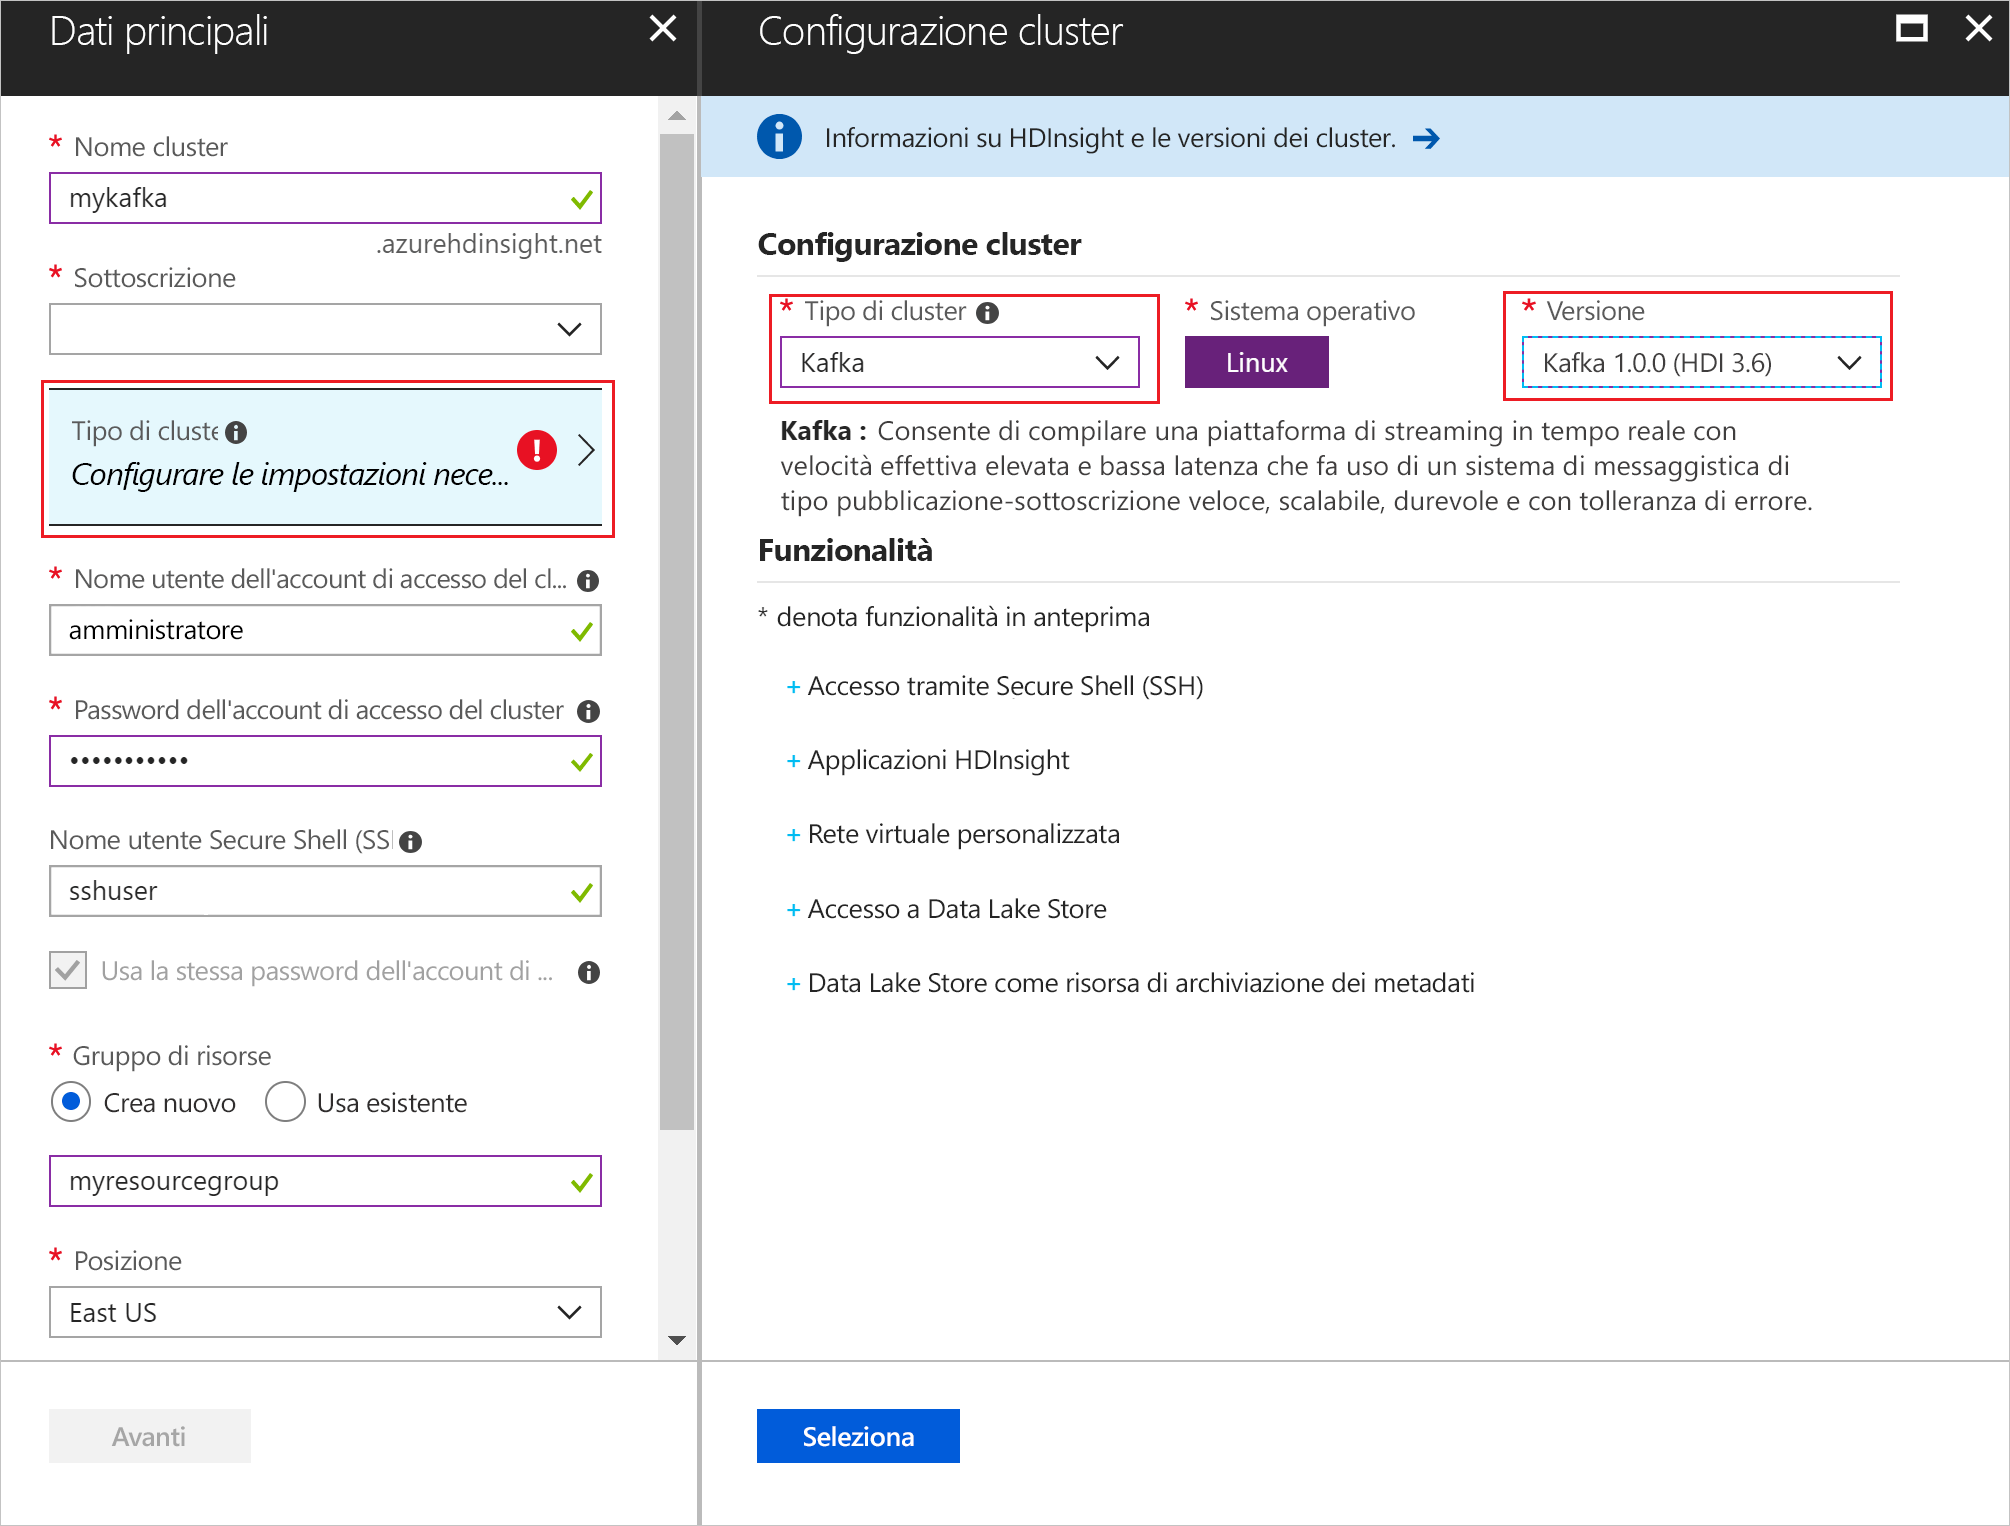 Dati principali
* Nome cluster
mykafka
.azurehdinsight.net
* Sottoscrizione
Tipo di cluste
Configurare le impostazioni nece...
* Nome utente dell'account di accesso del cl...
amministratore
* Password dell'account di accesso del cluster
•••••••••••
Nome utente Secure Shell (SS
sshuser
Usa la stessa password dell'account di ...
* Gruppo di risorse
Crea nuovo Usa esistente
myresourcegroup
* Posizione
East US
Avanti
Configurazione cluster
Informazioni su HDInsight e le versioni dei cluster. →
Configurazione cluster
* Tipo di cluster * Sistema operativo * Versione
Kafka Linux Kafka 1.0.0 (HDI 3.6)
Kafka : Consente di compilare una piattaforma di streaming in tempo reale con
velocità effettiva elevata e bassa latenza che fa uso di un sistema di messaggistica di
tipo pubblicazione-sottoscrizione veloce, scalabile, durevole e con tolleranza di errore.
Funzionalità
* denota funzionalità in anteprima
+ Accesso tramite Secure Shell (SSH)
+ Applicazioni HDInsight
+ Rete virtuale personalizzata
+ Accesso a Data Lake Store
+ Data Lake Store come risorsa di archiviazione dei metadati
Seleziona